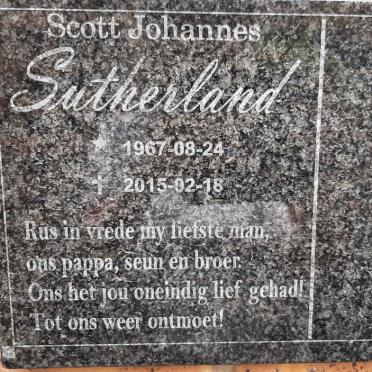 Scott Johannes
Sutherland
* 1967-08-24
† 2015-02-18
Rus in vrede my liefste man,
ons pappa, seun en broer.
Ons het jou oneindig lief gehad!
Tot ons weer ontmoet!